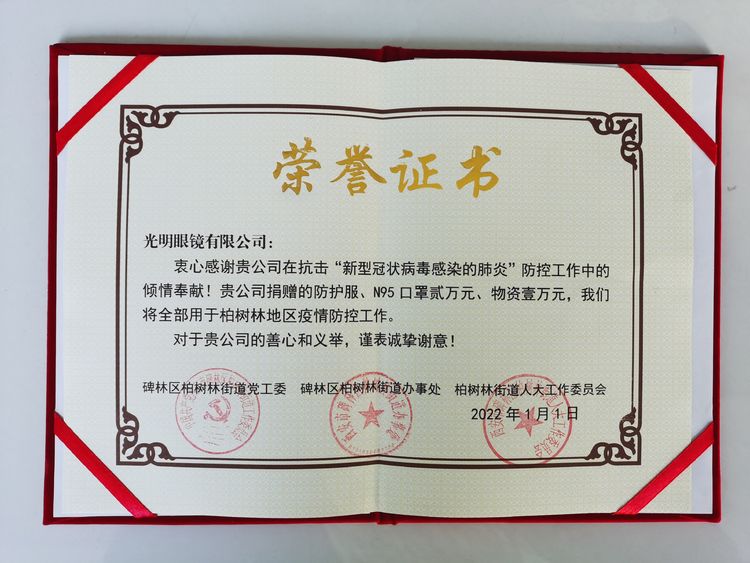 荣誉证书
光明眼镜有限公司：
衷心感谢贵公司在抗击“新型冠状病毒感染的肺炎”防控工作中的
倾情奉献！贵公司捐赠的防护服、N95口罩贰万元、物资壹万元，我们
将全部用于柏树林地区疫情防控工作。
对于贵公司的善心和义举，谨表诚挚谢意！
碑林区柏树林街道党工委 碑林区柏树林街道办事处 柏树林街道人大工作委员会
2022年1月1日